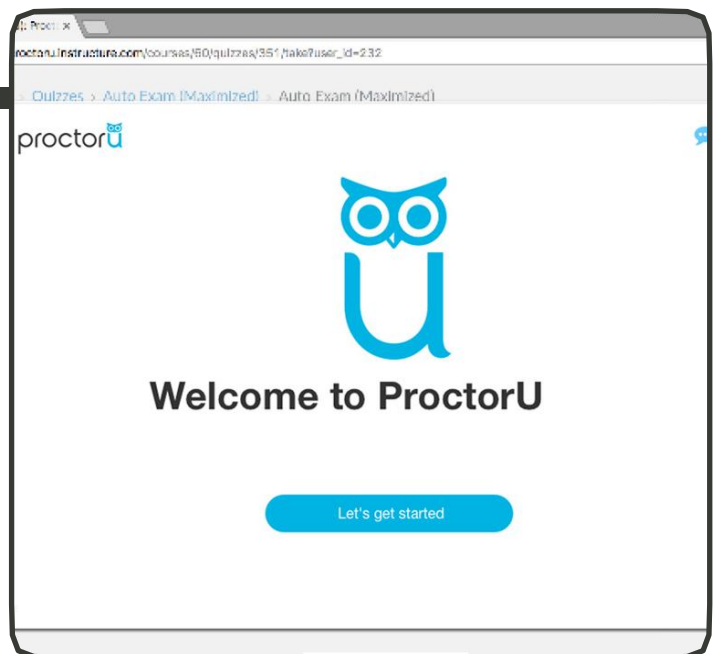 roctoru.instructure.com/courses/60/quizzes/351/take?user_id=232
Quizzes > Auto Exam (Maximized) > Auto Exam (Maximized)
proctoru
u
Welcome to ProctorU
Let's get started